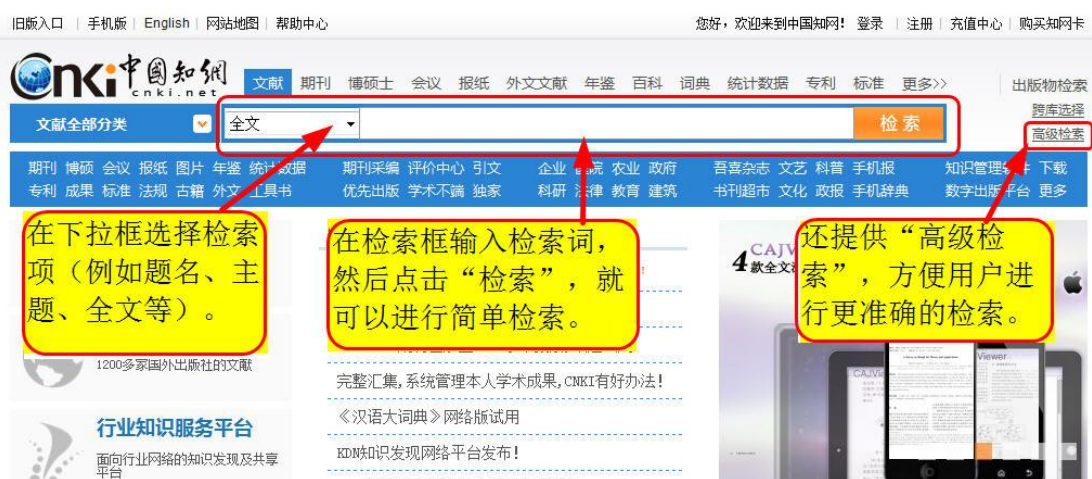 旧版入口 | 手机版 | English | 网站地图 | 帮助中心
您好，欢迎来到中国知网！ 登录 | 注册 | 充值中心 | 购买知网卡
Cnki中国知网
cnki.net
文献 期刊 博硕士 会议 报纸 外文文献 年鉴 百科 词典 统计数据 专利 标准 更多>>
出版物检索
跨库选择
文献全部分类 全文 检索
高级检索
期刊 博硕 会议 报纸 图片 年鉴 统计数据 期刊采编 评价中心 引文 企业 医院 农业 政府 吾喜杂志 文艺 科普 手机报 知识管理软件 下载
专利 成果 标准 法规 古籍 外文 工具书 优先出版 学术不端 独家 科研 法律 教育 建筑 书刊超市 文化 政报 手机辞典 数字出版平台 更多
在下拉框选择检索
项（例如题名、主
题、全文等）。
在检索框输入检索词，
然后点击“检索”，就
可以进行简单检索。
还提供“高级检
索”，方便用户进
行更准确的检索。
4 CAJV
款全文
1200多家国外出版社的文献
完整汇集,系统管理本人学术成果,CNKI有好办法!
《汉语大词典》网络版试用
KDN知识发现网络平台发布!
行业知识服务平台
面向行业网络的知识发现及共享
平台
CAJVie
Viewer